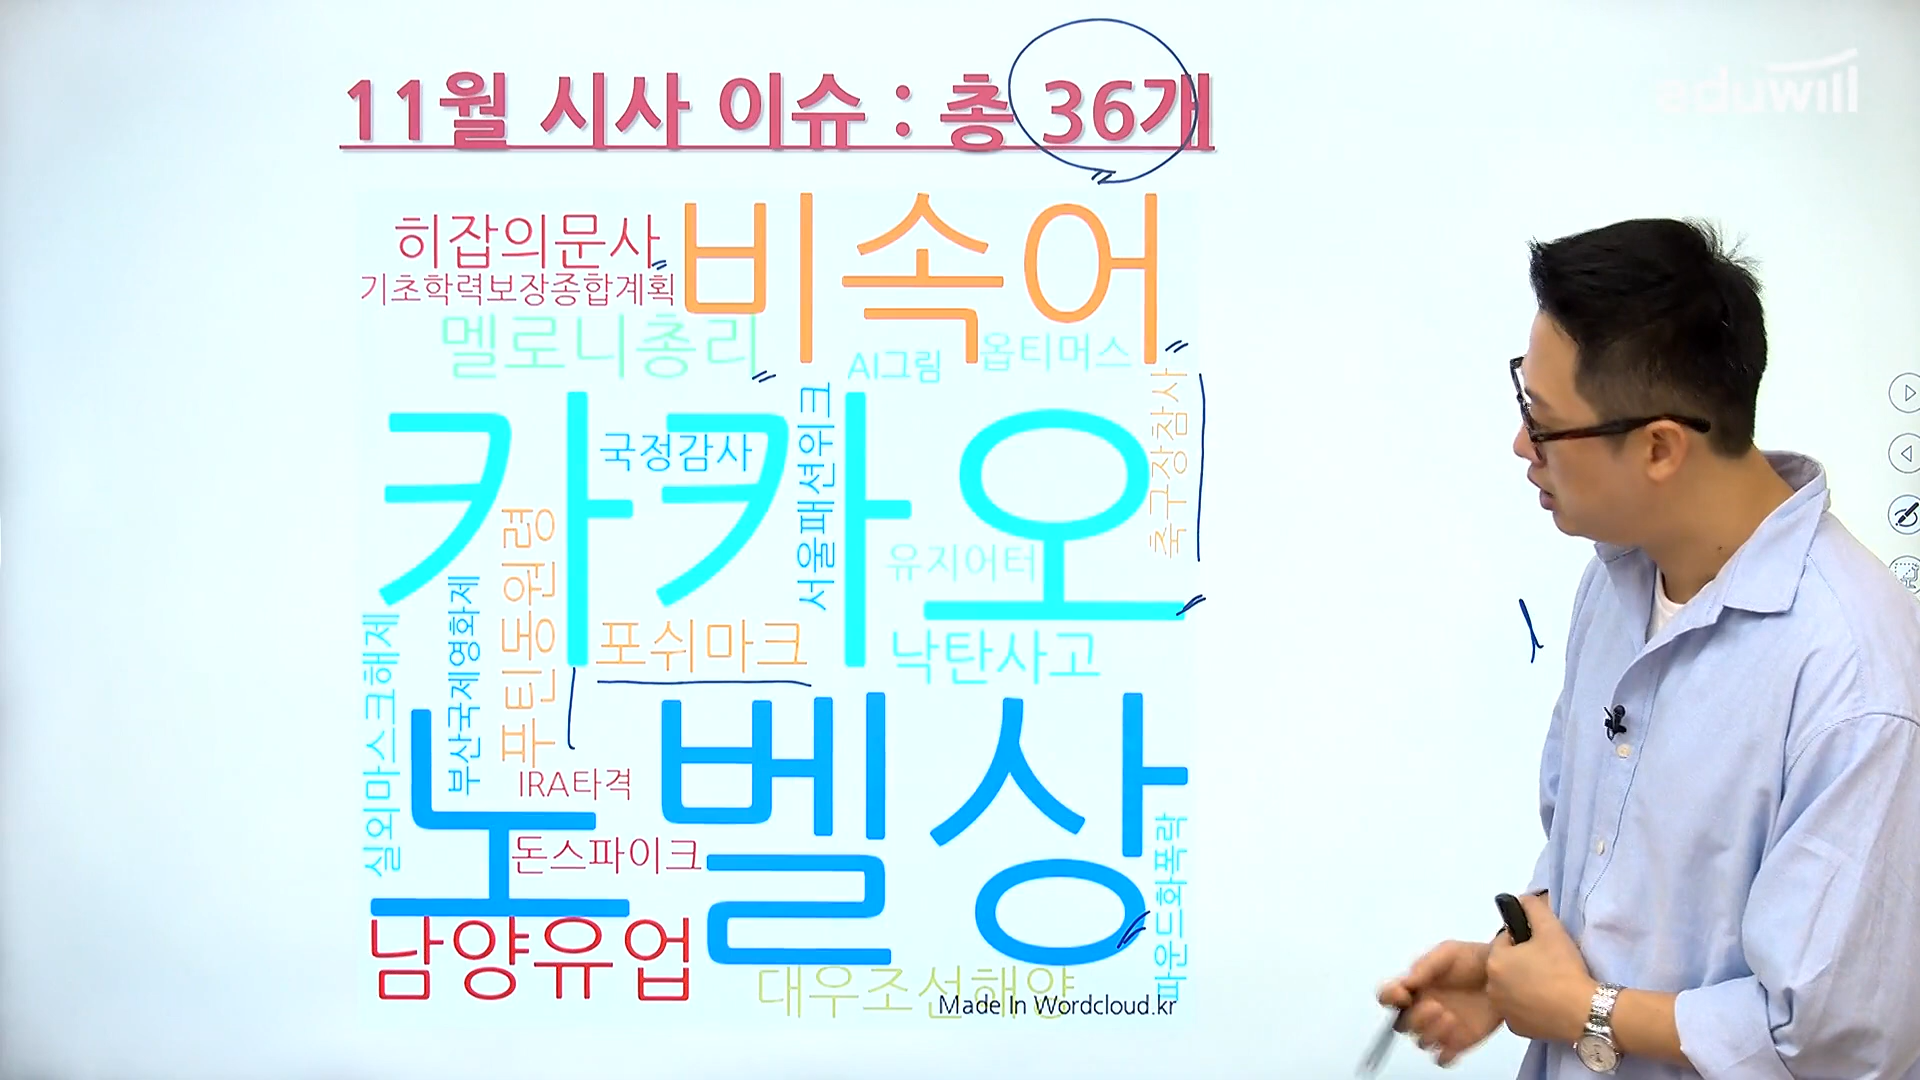 11월 시사 이슈 : 총 36개
eduwill
히잡의문사
비속어
기초학력보장종합계획
멜로니총리
AI그림
옵티머스
카카오
국정감사
서울패션위크
축구장참사
유지어터
푸틴동원령
부산국제영화제
실외마스크해제
포쉬마크
낙탄사고
노벨상
IRA타격
돈스파이크
파운드화폭락
남양유업
대우조선해양
Made In Wordcloud.kr